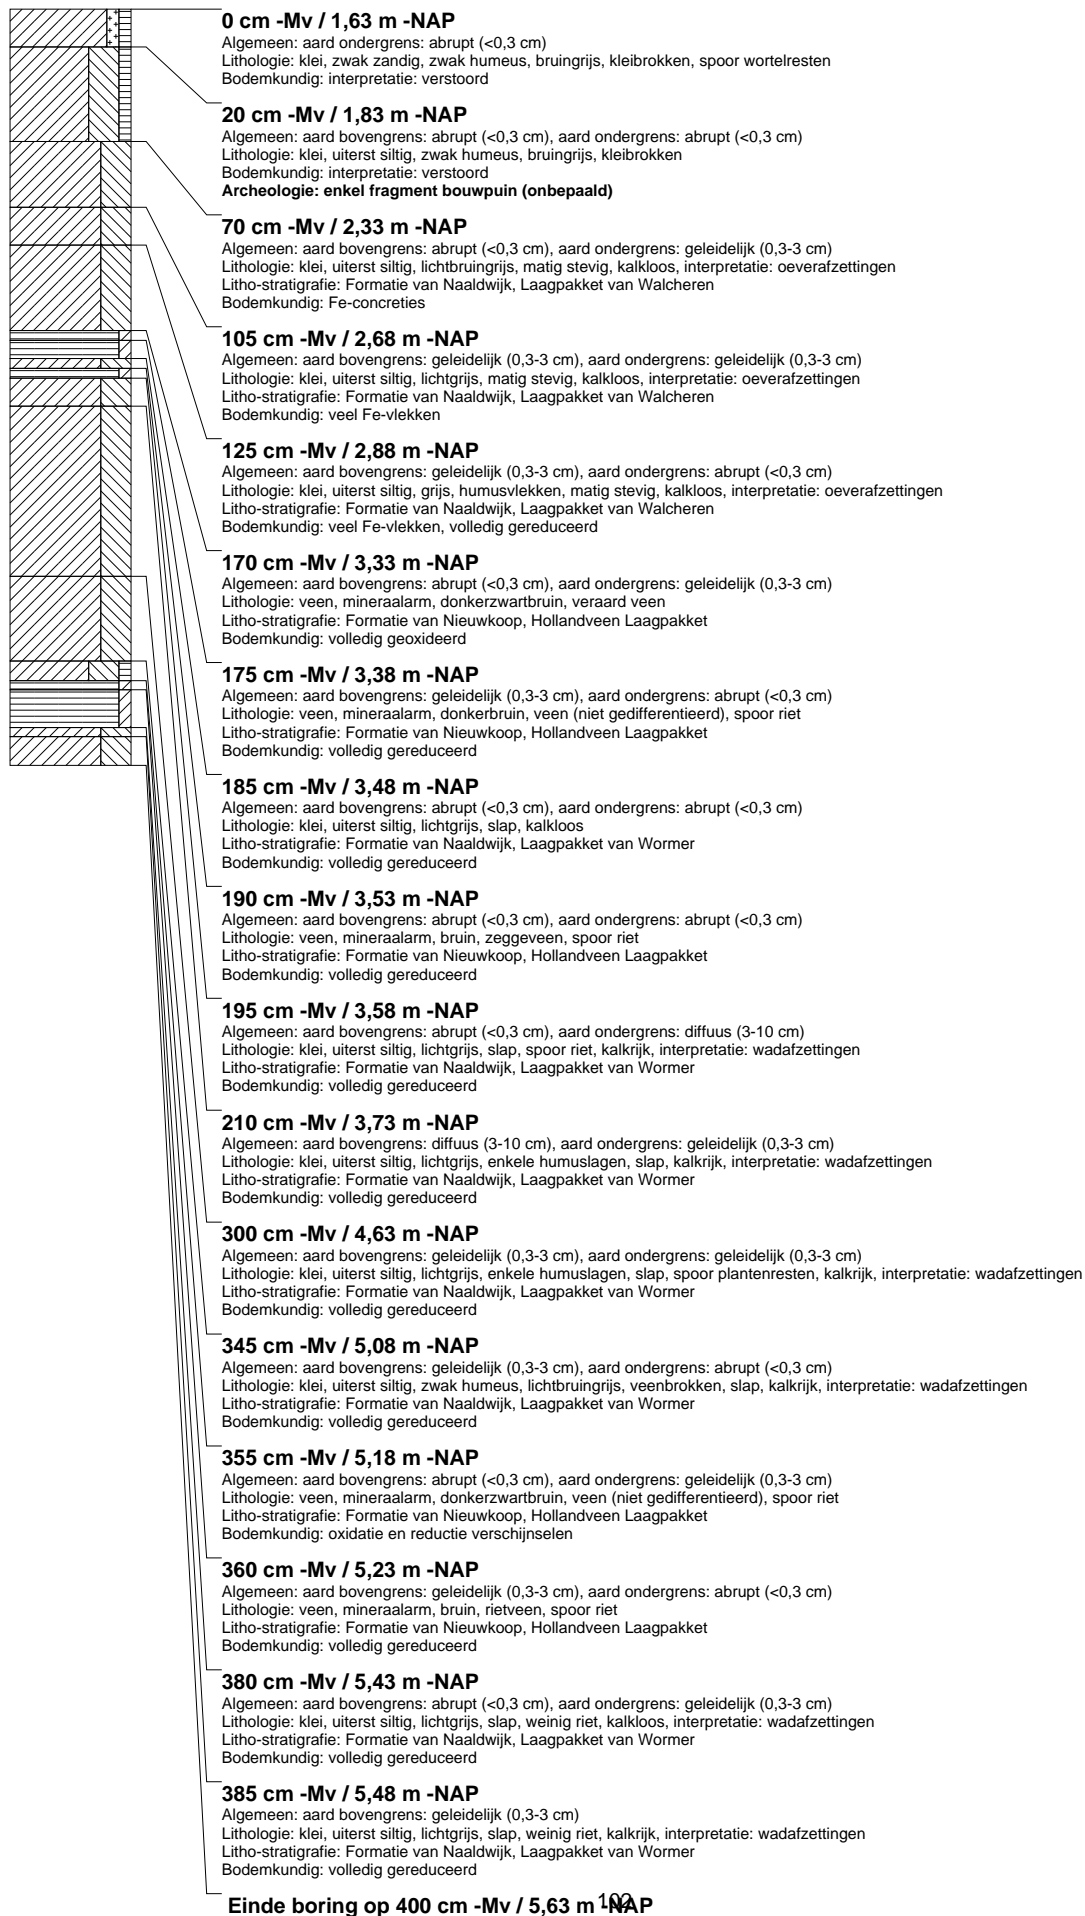 0 cm -Mv / 1,63 m -NAP
Algemeen: aard ondergrens: abrupt (<0,3 cm)
Lithologie: klei, zwak zandig, zwak humeus, bruingrijs, kleibrokken, spoor wortelresten
Bodemkundig: interpretatie: verstoord
20 cm -Mv / 1,83 m -NAP
Algemeen: aard bovengrens: abrupt (<0,3 cm), aard ondergrens: abrupt (<0,3 cm)
Lithologie: klei, uiterst siltig, zwak humeus, bruingrijs, kleibrokken
Bodemkundig: interpretatie: verstoord
Archeologie: enkel fragment bouwpuin (onbepaald)
70 cm -Mv / 2,33 m -NAP
Algemeen: aard bovengrens: abrupt (<0,3 cm), aard ondergrens: geleidelijk (0,3-3 cm)
Lithologie: klei, uiterst siltig, lichtbruingrijs, matig stevig, kalkloos, interpretatie: oeverafzettingen
Litho-stratigrafie: Formatie van Naaldwijk, Laagpakket van Walcheren
Bodemkundig: Fe-concreties
105 cm -Mv / 2,68 m -NAP
Algemeen: aard bovengrens: geleidelijk (0,3-3 cm), aard ondergrens: geleidelijk (0,3-3 cm)
Lithologie: klei, uiterst siltig, lichtgrijs, matig stevig, kalkloos, interpretatie: oeverafzettingen
Litho-stratigrafie: Formatie van Naaldwijk, Laagpakket van Walcheren
Bodemkundig: veel Fe-vlekken
125 cm -Mv / 2,88 m -NAP
Algemeen: aard bovengrens: geleidelijk (0,3-3 cm), aard ondergrens: abrupt (<0,3 cm)
Lithologie: klei, uiterst siltig, grijs, humusvlekken, matig stevig, kalkloos, interpretatie: oeverafzettingen
Litho-stratigrafie: Formatie van Naaldwijk, Laagpakket van Walcheren
Bodemkundig: veel Fe-vlekken, volledig gereduceerd
170 cm -Mv / 3,33 m -NAP
Algemeen: aard bovengrens: abrupt (<0,3 cm), aard ondergrens: geleidelijk (0,3-3 cm)
Lithologie: veen, mineraalarm, donkerzwartbruin, veraard veen
Litho-stratigrafie: Formatie van Nieuwkoop, Hollandveen Laagpakket
Bodemkundig: volledig geoxideerd
175 cm -Mv / 3,38 m -NAP
Algemeen: aard bovengrens: geleidelijk (0,3-3 cm), aard ondergrens: abrupt (<0,3 cm)
Lithologie: veen, mineraalarm, donkerbruin, veen (niet gedifferentieerd), spoor riet
Litho-stratigrafie: Formatie van Nieuwkoop, Hollandveen Laagpakket
Bodemkundig: volledig gereduceerd
185 cm -Mv / 3,48 m -NAP
Algemeen: aard bovengrens: abrupt (<0,3 cm), aard ondergrens: abrupt (<0,3 cm)
Lithologie: klei, uiterst siltig, lichtgrijs, slap, kalkloos
Litho-stratigrafie: Formatie van Naaldwijk, Laagpakket van Wormer
Bodemkundig: volledig gereduceerd
190 cm -Mv / 3,53 m -NAP
Algemeen: aard bovengrens: abrupt (<0,3 cm), aard ondergrens: abrupt (<0,3 cm)
Lithologie: veen, mineraalarm, bruin, zeggeveen, spoor riet
Litho-stratigrafie: Formatie van Nieuwkoop, Hollandveen Laagpakket
Bodemkundig: volledig gereduceerd
195 cm -Mv / 3,58 m -NAP
Algemeen: aard bovengrens: abrupt (<0,3 cm), aard ondergrens: diffuus (3-10 cm)
Lithologie: klei, uiterst siltig, lichtgrijs, slap, spoor riet, kalkrijk, interpretatie: wadafzettingen
Litho-stratigrafie: Formatie van Naaldwijk, Laagpakket van Wormer
Bodemkundig: volledig gereduceerd
210 cm -Mv / 3,73 m -NAP
Algemeen: aard bovengrens: diffuus (3-10 cm), aard ondergrens: geleidelijk (0,3-3 cm)
Lithologie: klei, uiterst siltig, lichtgrijs, enkele humuslagen, slap, kalkrijk, interpretatie: wadafzettingen
Litho-stratigrafie: Formatie van Naaldwijk, Laagpakket van Wormer
Bodemkundig: volledig gereduceerd
300 cm -Mv / 4,63 m -NAP
Algemeen: aard bovengrens: geleidelijk (0,3-3 cm), aard ondergrens: geleidelijk (0,3-3 cm)
Lithologie: klei, uiterst siltig, lichtgrijs, enkele humuslagen, slap, spoor plantenresten, kalkrijk, interpretatie: wadafzettingen
Litho-stratigrafie: Formatie van Naaldwijk, Laagpakket van Wormer
Bodemkundig: volledig gereduceerd
345 cm -Mv / 5,08 m -NAP
Algemeen: aard bovengrens: geleidelijk (0,3-3 cm), aard ondergrens: abrupt (<0,3 cm)
Lithologie: klei, uiterst siltig, zwak humeus, lichtbruingrijs, veenbrokken, slap, kalkrijk, interpretatie: wadafzettingen
Litho-stratigrafie: Formatie van Naaldwijk, Laagpakket van Wormer
Bodemkundig: volledig gereduceerd
355 cm -Mv / 5,18 m -NAP
Algemeen: aard bovengrens: abrupt (<0,3 cm), aard ondergrens: geleidelijk (0,3-3 cm)
Lithologie: veen, mineraalarm, donkerzwartbruin, veen (niet gedifferentieerd), spoor riet
Litho-stratigrafie: Formatie van Nieuwkoop, Hollandveen Laagpakket
Bodemkundig: oxidatie en reductie verschijnselen
360 cm -Mv / 5,23 m -NAP
Algemeen: aard bovengrens: geleidelijk (0,3-3 cm), aard ondergrens: abrupt (<0,3 cm)
Lithologie: veen, mineraalarm, bruin, rietveen, spoor riet
Litho-stratigrafie: Formatie van Nieuwkoop, Hollandveen Laagpakket
Bodemkundig: volledig gereduceerd
380 cm -Mv / 5,43 m -NAP
Algemeen: aard bovengrens: abrupt (<0,3 cm), aard ondergrens: geleidelijk (0,3-3 cm)
Lithologie: klei, uiterst siltig, lichtgrijs, slap, weinig riet, kalkloos, interpretatie: wadafzettingen
Litho-stratigrafie: Formatie van Naaldwijk, Laagpakket van Wormer
Bodemkundig: volledig gereduceerd
385 cm -Mv / 5,48 m -NAP
Algemeen: aard bovengrens: geleidelijk (0,3-3 cm)
Lithologie: klei, uiterst siltig, lichtgrijs, slap, weinig riet, kalkrijk, interpretatie: wadafzettingen
Litho-stratigrafie: Formatie van Naaldwijk, Laagpakket van Wormer
Bodemkundig: volledig gereduceerd
Einde boring op 400 cm -Mv / 5,63 m -NAP
102